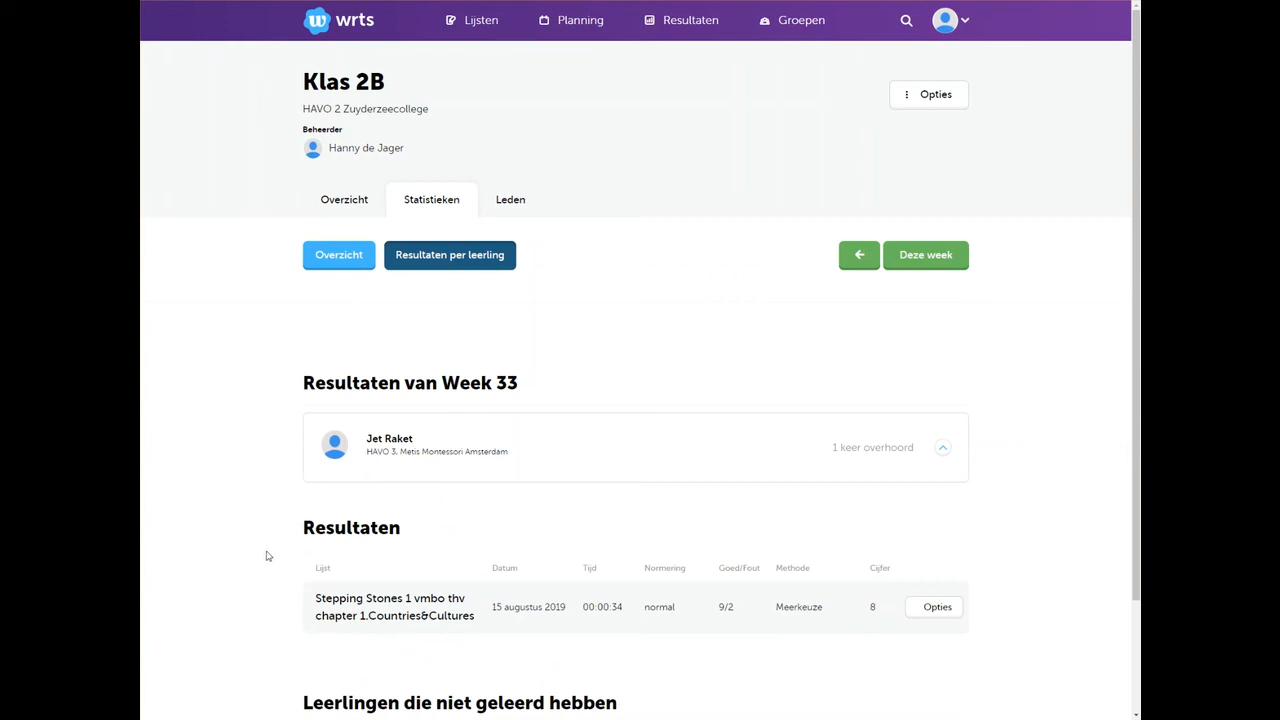 w wrts Lijsten Planning Resultaten Groepen
Klas 2B
Opties
HAVO 2 Zuyderzeecollege
Beheerder
Hanny de Jager
Overzicht Statistieken Leden
Overzicht Resultaten per leerling Deze week
Resultaten van Week 33
Jet Raket
HAVO 3, Metis Montessori Amsterdam
1 keer overhoord
Resultaten
Lijst Datum Tijd Normering Goed/Fout Methode Cijfer
Stepping Stones 1 vmbo thv
chapter 1.Countries&Cultures
15 augustus 2019 00:00:34 normal 9/2 Meerkeuze 8 Opties
Leerlingen die niet geleerd hebben